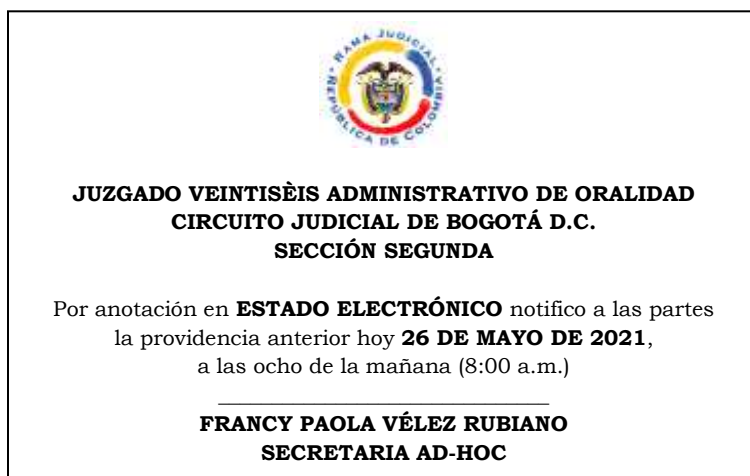 RAMA JUDICIAL
REPÚBLICA DE COLOMBIA
JUZGADO VEINTISÈIS ADMINISTRATIVO DE ORALIDAD
CIRCUITO JUDICIAL DE BOGOTÁ D.C.
SECCIÓN SEGUNDA
Por anotación en ESTADO ELECTRÓNICO notifico a las partes
la providencia anterior hoy 26 DE MAYO DE 2021,
a las ocho de la mañana (8:00 a.m.)
FRANCY PAOLA VÉLEZ RUBIANO
SECRETARIA AD-HOC